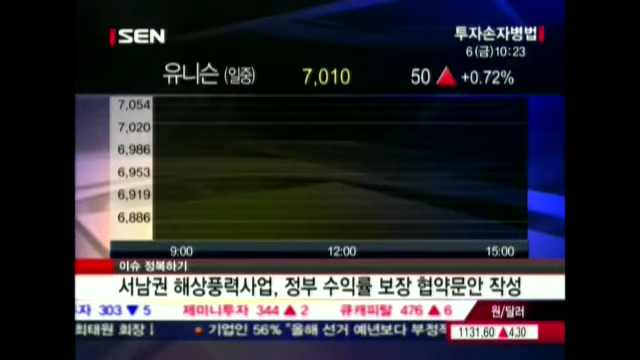 SEN
투자손자병법
6(금)10:23
유니슨 (일중) 7,010 50 ▲ +0.72%
7,054
7,020
6,986
6,953
6,919
6,886
9:00 12:00 15:00
이슈 정복하기
서남권 해상풍력사업, 정부 수익률 보장 협약문안 작성
자 303▼5 제미니투자 344▲2 큐캐피탈 476▲6 원/달러
최태원 회장↓ 기업인 56% "올해 선거 예년보다 부정적 1131,60▲4,30